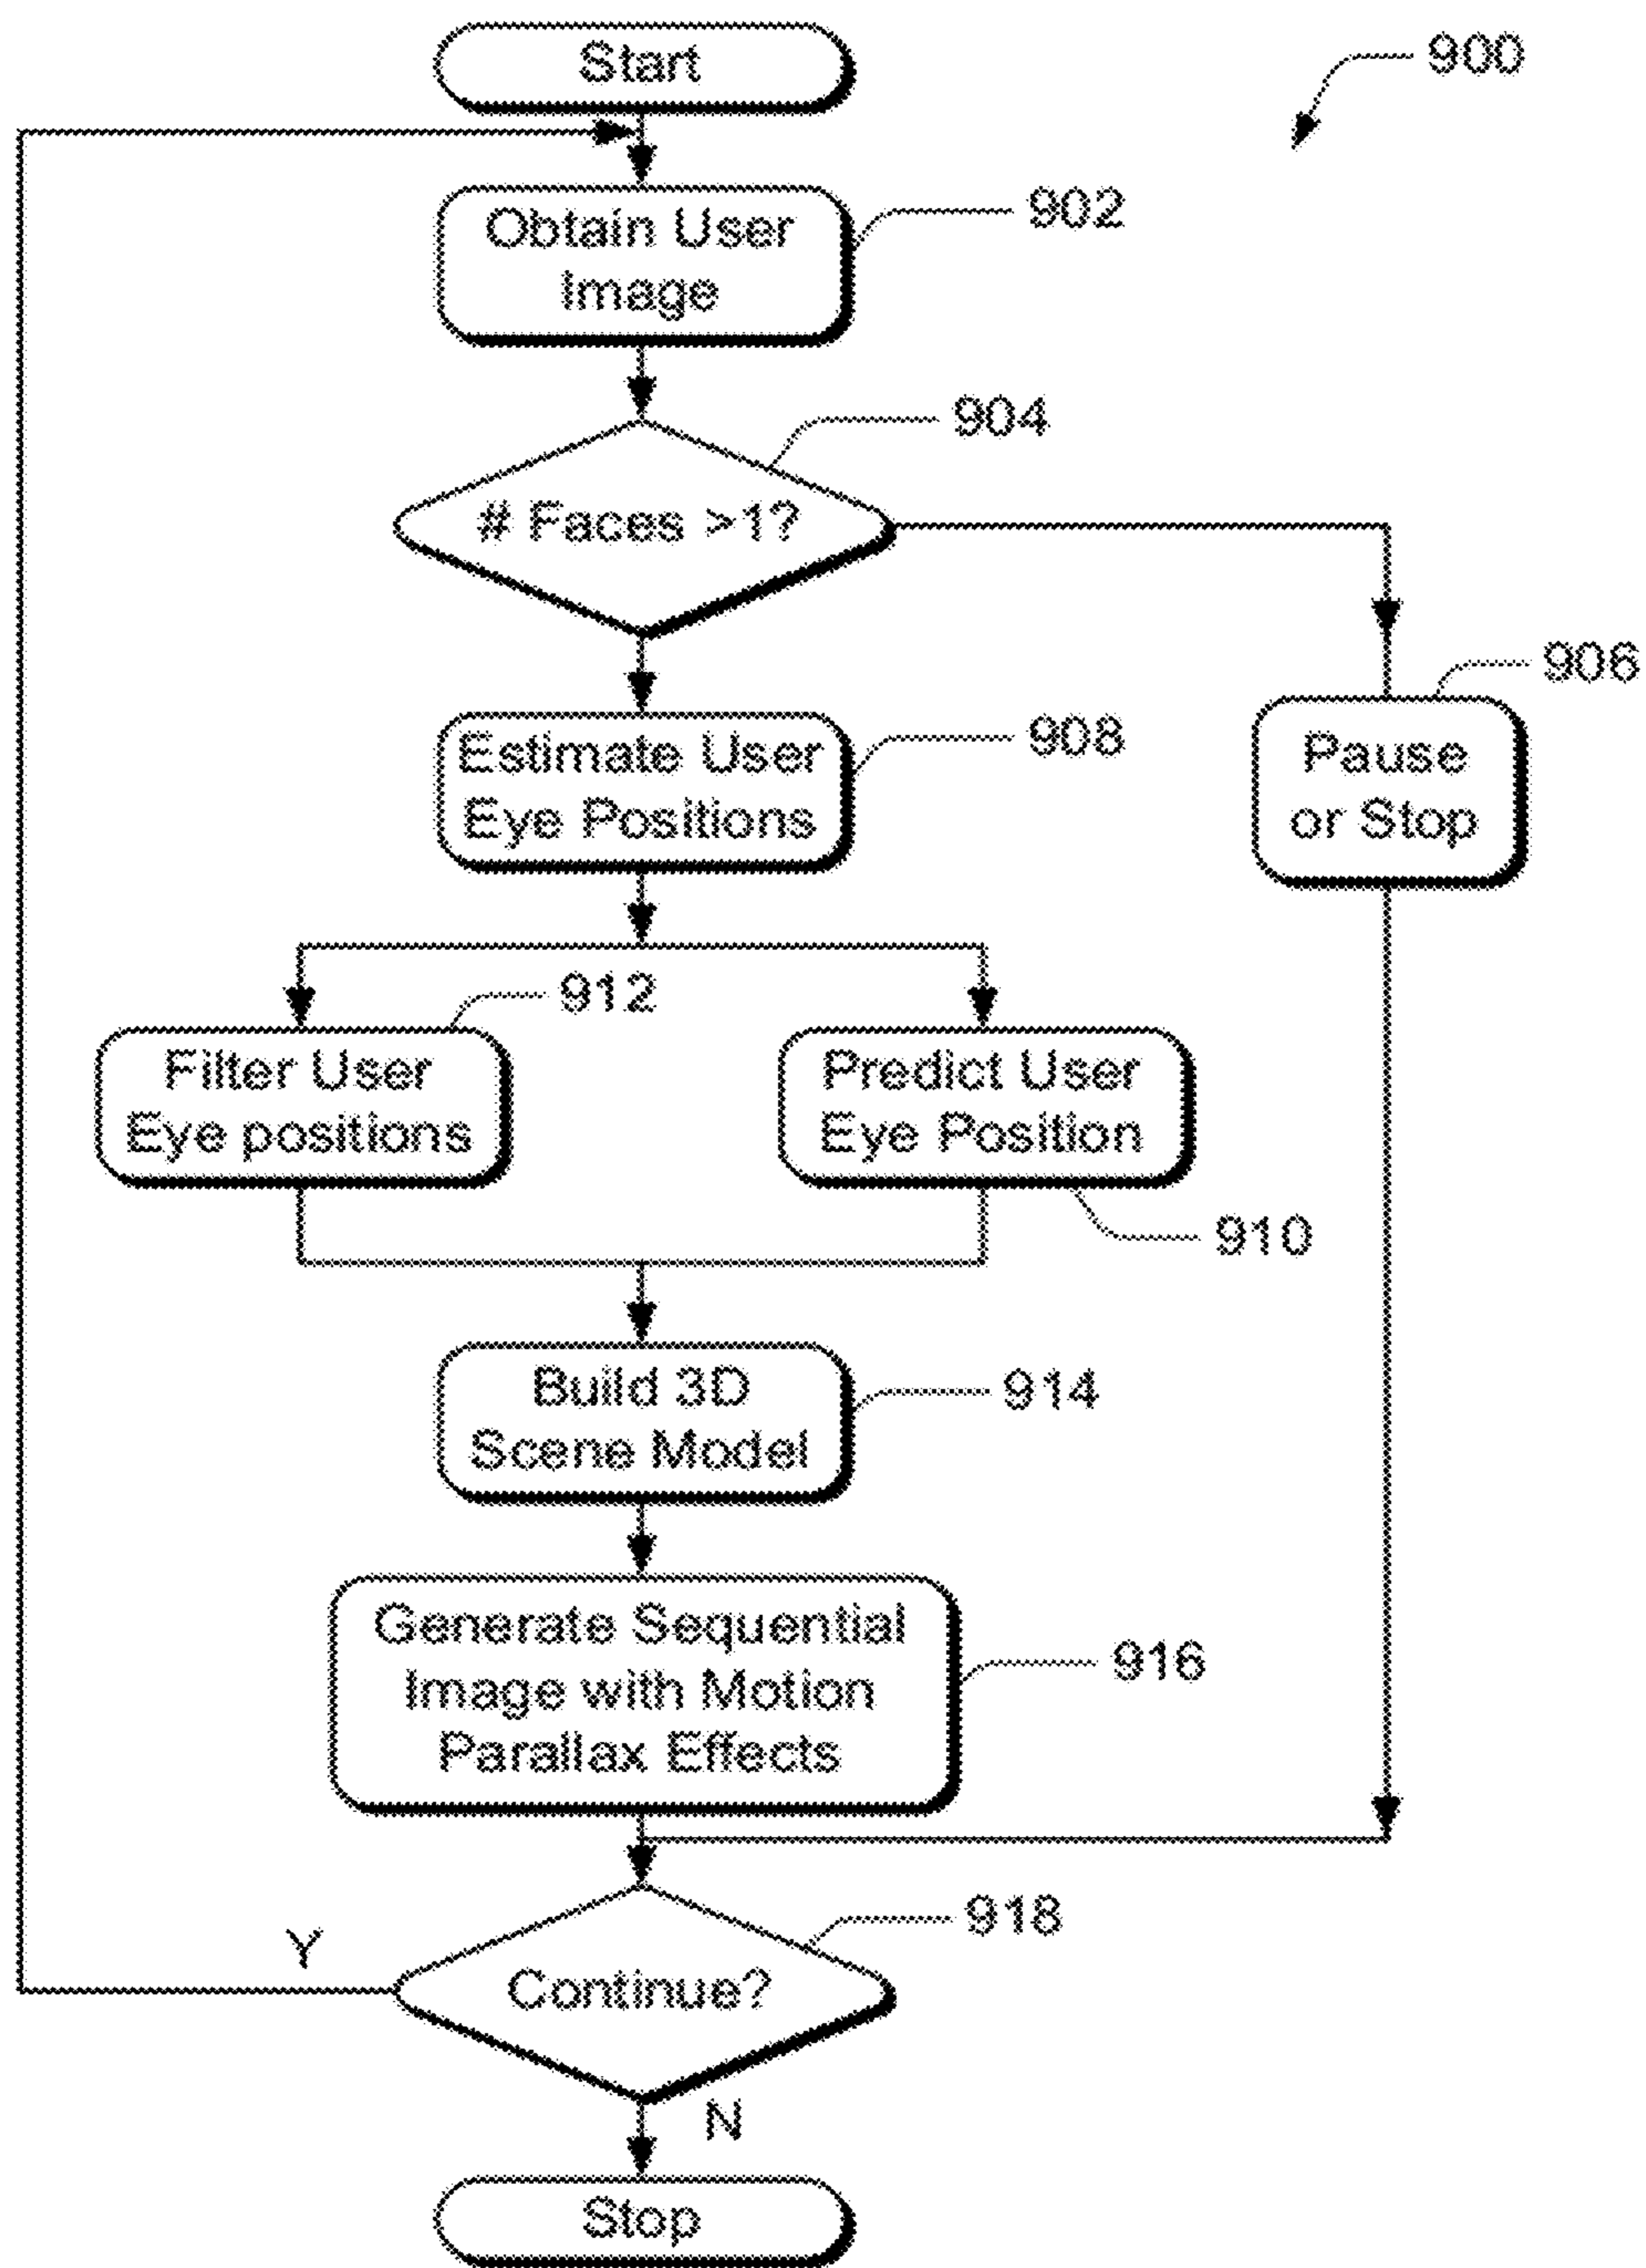 Start
900
Obtain User
Image
902
904
# Faces >1?
906
Estimate User
Eye Positions
908
Pause
or Stop
912
Filter User
Eye positions
Predict User
Eye Position
910
Build 3D
Scene Model
914
Generate Sequential
Image with Motion
Parallax Effects
916
918
Y
Continue?
N
Stop